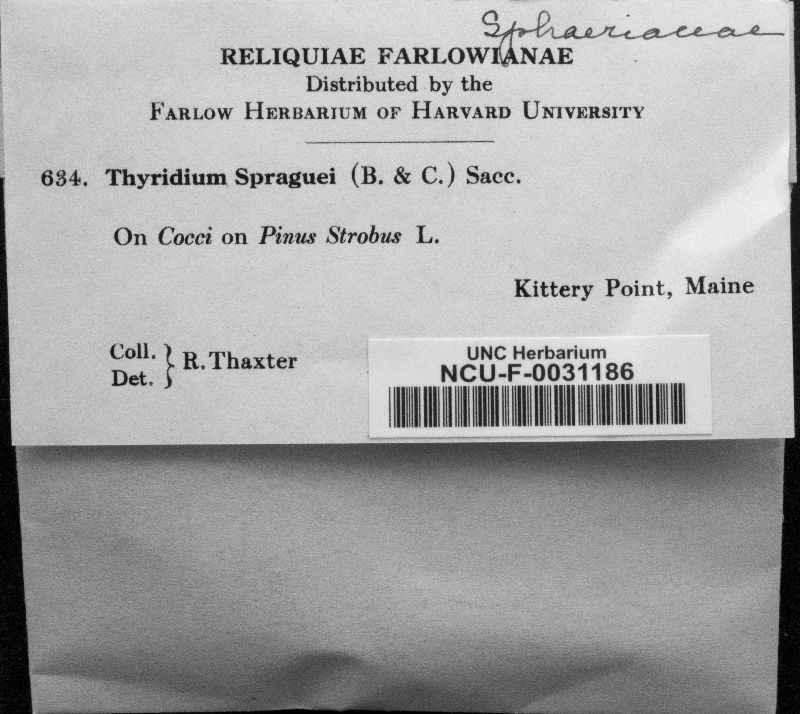 Sphaeriaceae
RELIQUIAE FARLOWIANAE
Distributed by the
FARLOW HERBARIUM OF HARVARD UNIVERSITY
634. Thyridium Spraguei (B. & C.) Sacc.
On Cocci on Pinus Strobus L.
Kittery Point, Maine
Coll.
Det. } R. Thaxter
UNC Herbarium
NCU-F-0031186